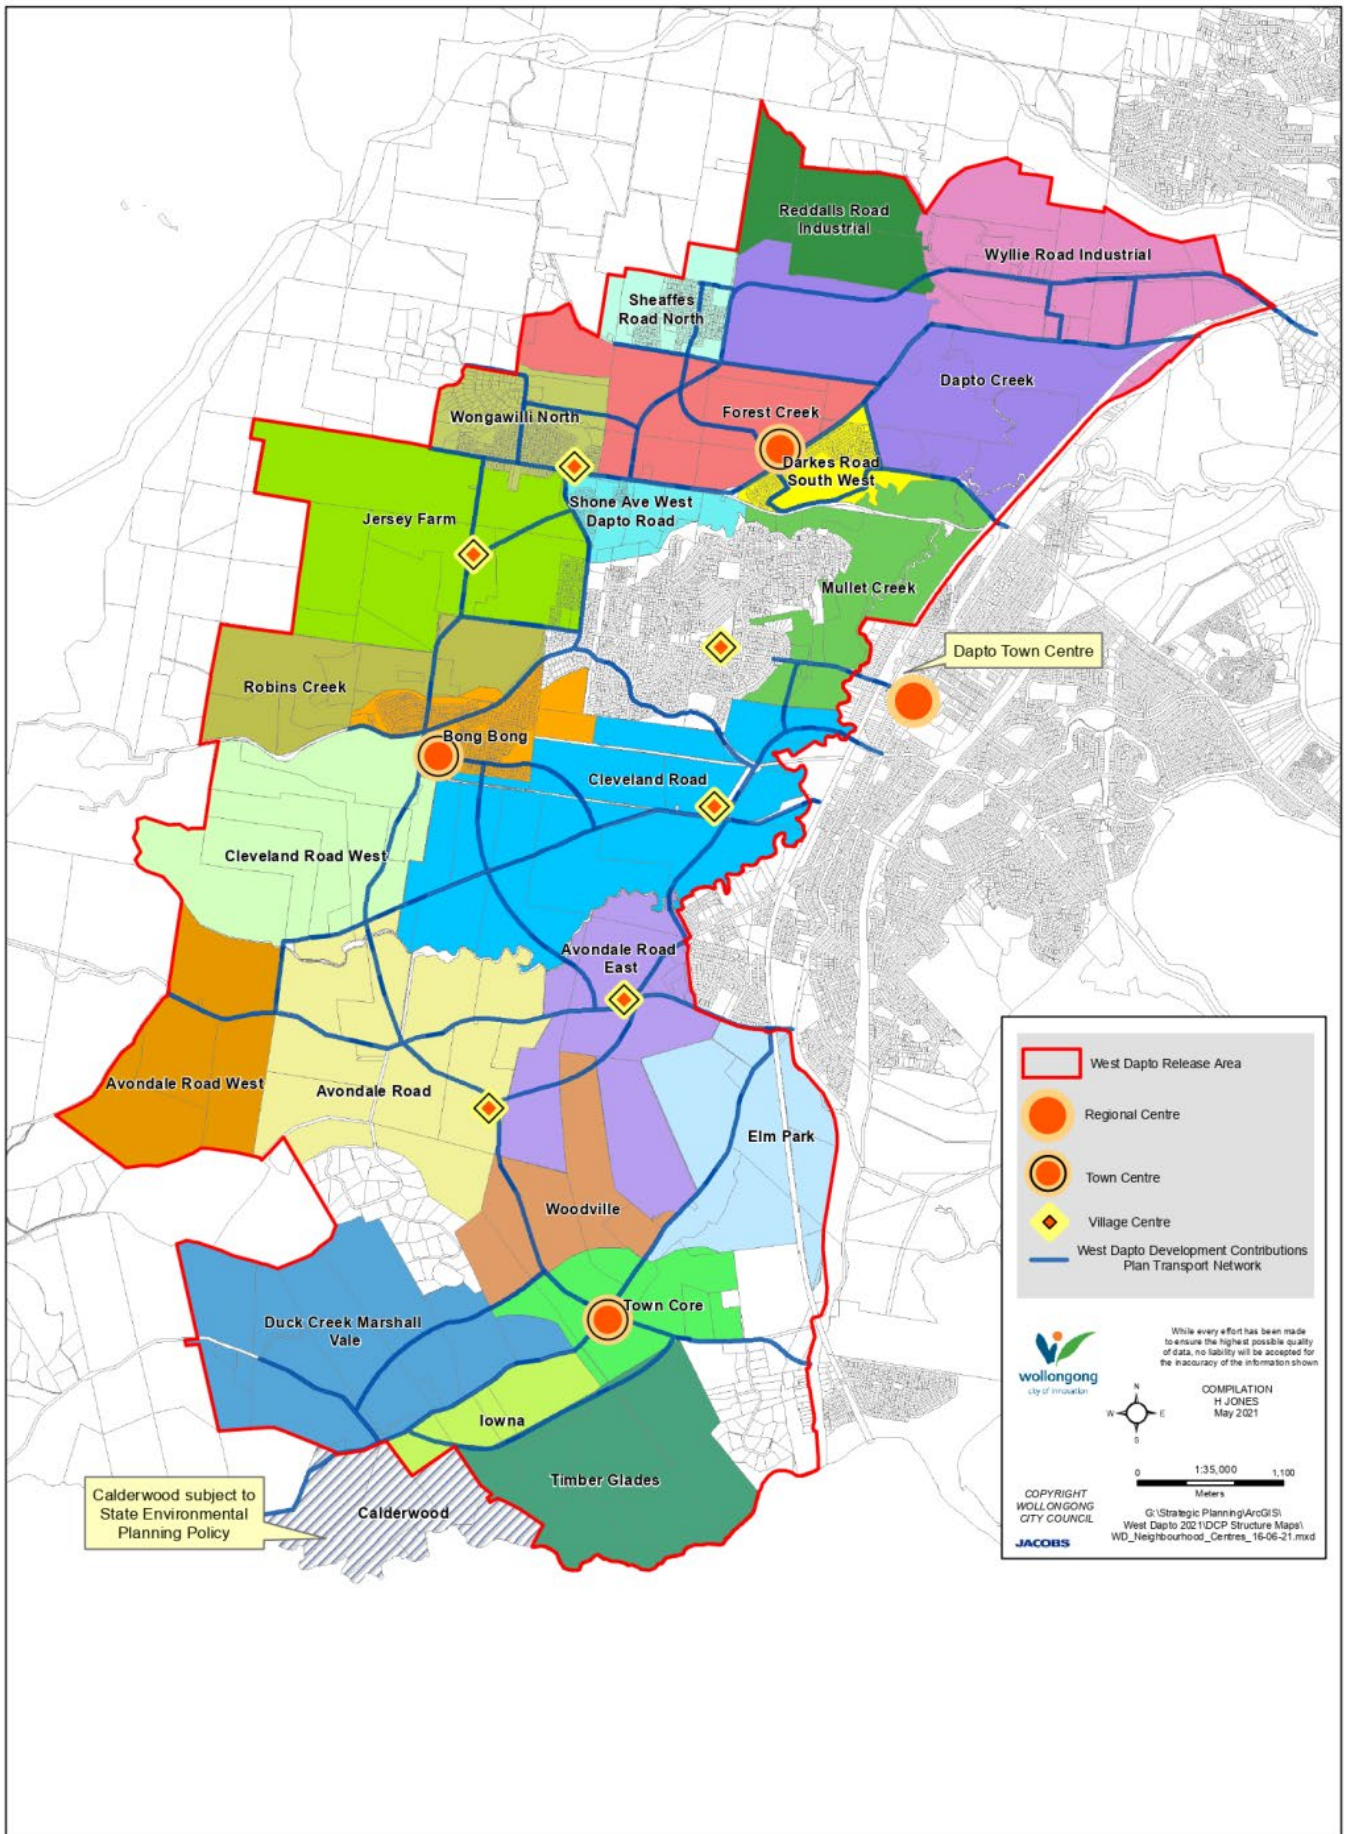 Reddalls Road
Industrial
Wyllie Road Industrial
Sheaffes
Road North
Dapto Creek
Forest Creek
Wongawilli North
Darkes Road
South West
Shone Ave West
Dapto Road
Jersey Farm
Mullet Creek
Dapto Town Centre
Robins Creek
Bong Bong
Cleveland Road
Cleveland Road West
Avondale Road
East
Avondale Road West
Avondale Road
Elm Park
Woodville
Town Core
Duck Creek Marshall
Vale
Iowna
Timber Glades
Calderwood subject to
State Environmental
Planning Policy
Calderwood
West Dapto Release Area
Regional Centre
Town Centre
Village Centre
West Dapto Development Contributions
Plan Transport Network
wollongong
city of innovation
While every effort has been made
to ensure the highest possible quality
of data, no liability will be accepted for
the inaccuracy of the information shown
N
W E
S
COMPILATION
H JONES
May 2021
0 1:35,000 1,100
Meters
COPYRIGHT
WOLLONGONG
CITY COUNCIL
JACOBS
G:\Strategic Planning\ArcGIS\
West Dapto 2021\DCP Structure Maps\
WD_Neighbourhood_Centres_16-06-21.mxd